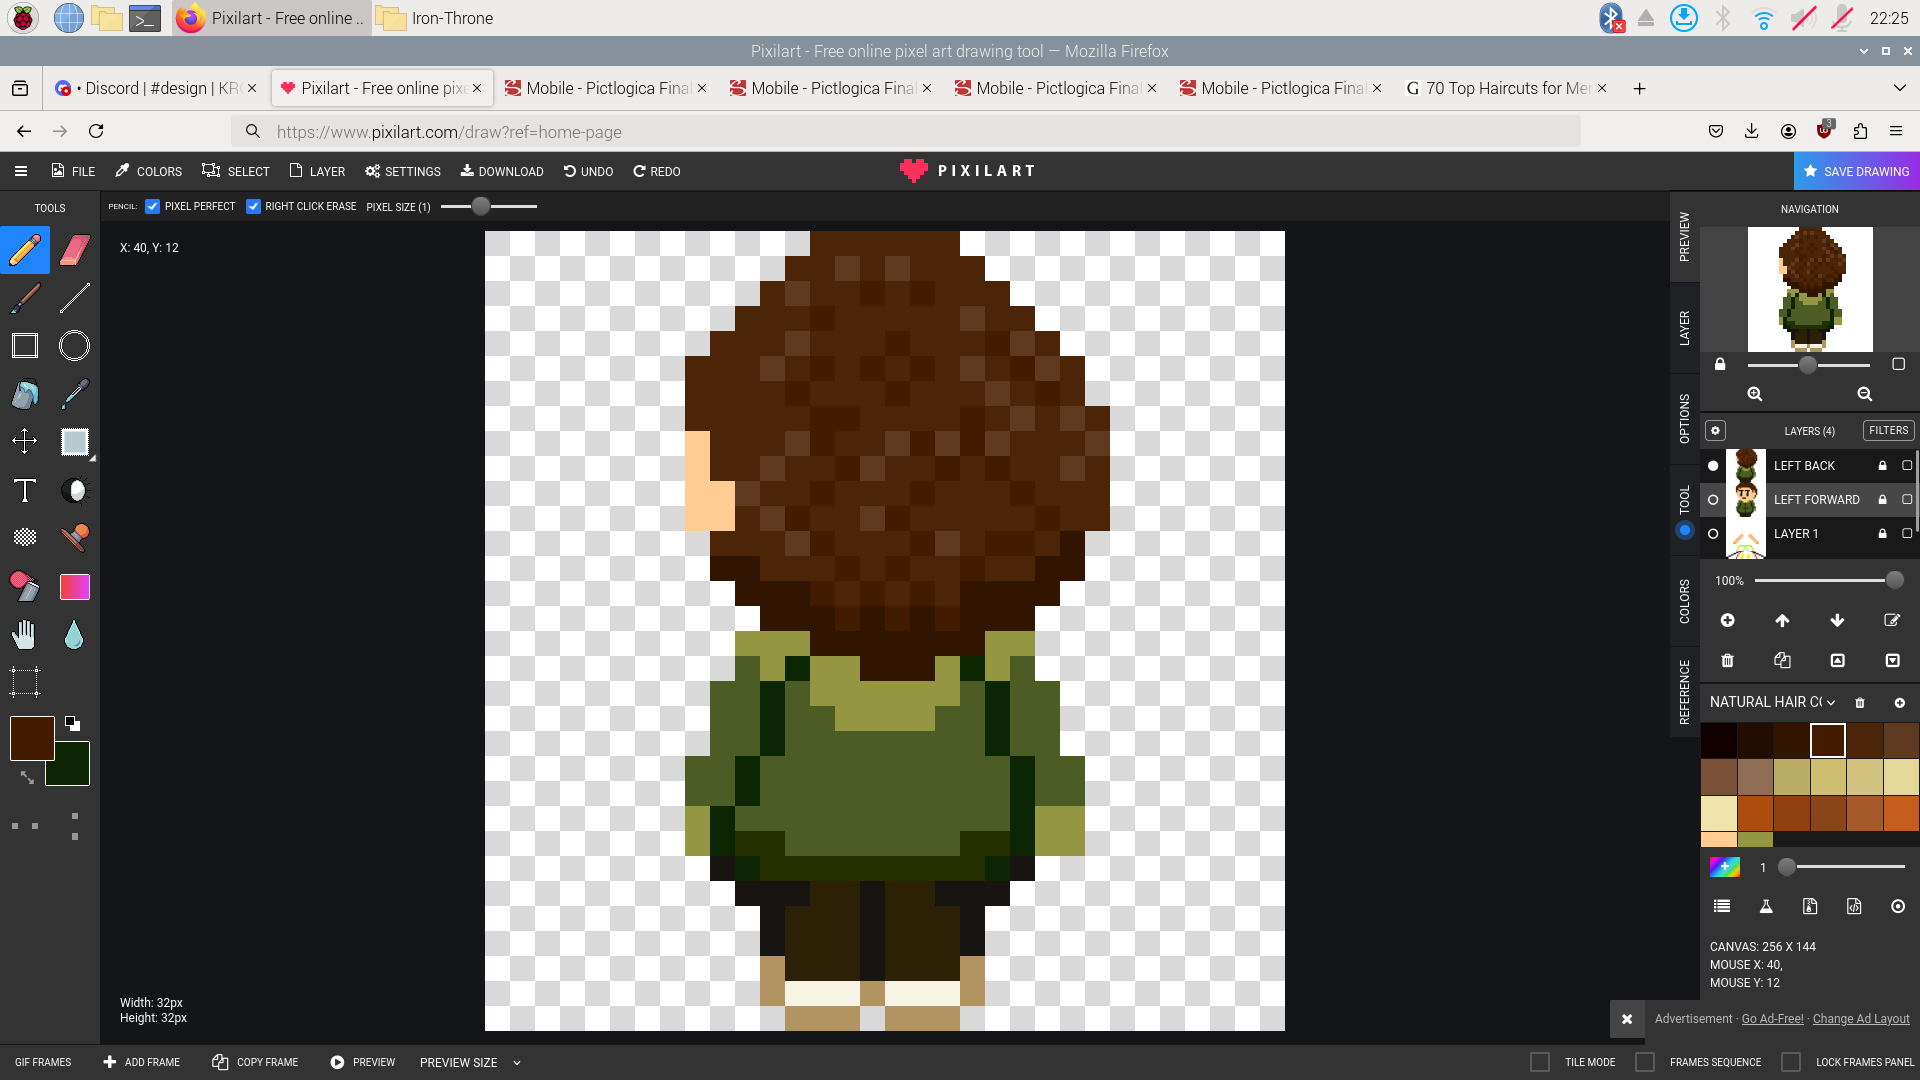 Pixilart - Free online ..
Iron-Throne
22:25
Pixilart - Free online pixel art drawing tool — Mozilla Firefox
• Discord | #design | KR
Pixilart - Free online pixe
Mobile - Pictlogica Final
Mobile - Pictlogica Final
Mobile - Pictlogica Final
Mobile - Pictlogica Final
G 70 Top Haircuts for Mer
https://www.pixilart.com/draw?ref=home-page
3
FILE COLORS SELECT LAYER SETTINGS DOWNLOAD UNDO REDO
PIXILART
SAVE DRAWING
TOOLS
PENCIL: PIXEL PERFECT RIGHT CLICK ERASE PIXEL SIZE (1)
X: 40, Y: 12
T
Width: 32px
Height: 32px
PREVIEW
LAYER
OPTIONS
TOOL
COLORS
REFERENCE
NAVIGATION
LAYERS (4)
FILTERS
LEFT BACK
LEFT FORWARD
LAYER 1
100%
NATURAL HAIR CO
1
CANVAS: 256 X 144
MOUSE X: 40,
MOUSE Y: 12
Advertisement · Go Ad-Free! · Change Ad Layout
GIF FRAMES ADD FRAME COPY FRAME PREVIEW PREVIEW SIZE
TILE MODE FRAMES SEQUENCE LOCK FRAMES PANEL